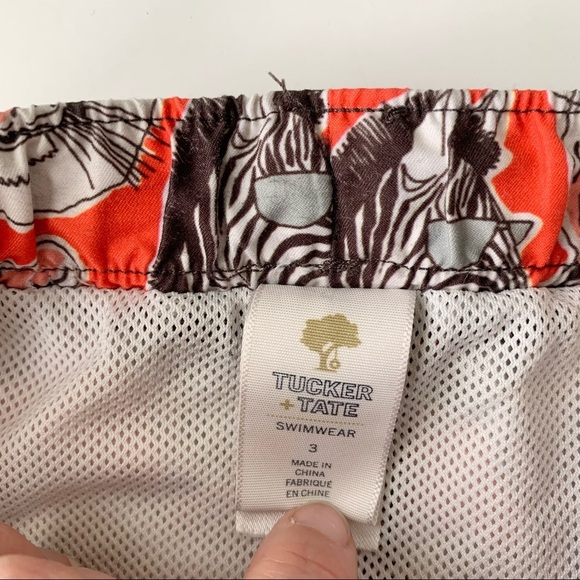 TUCKER
+ TATE
SWIMWEAR
3
MADE IN
CHINA
FABRIQUÉ
EN CHINE